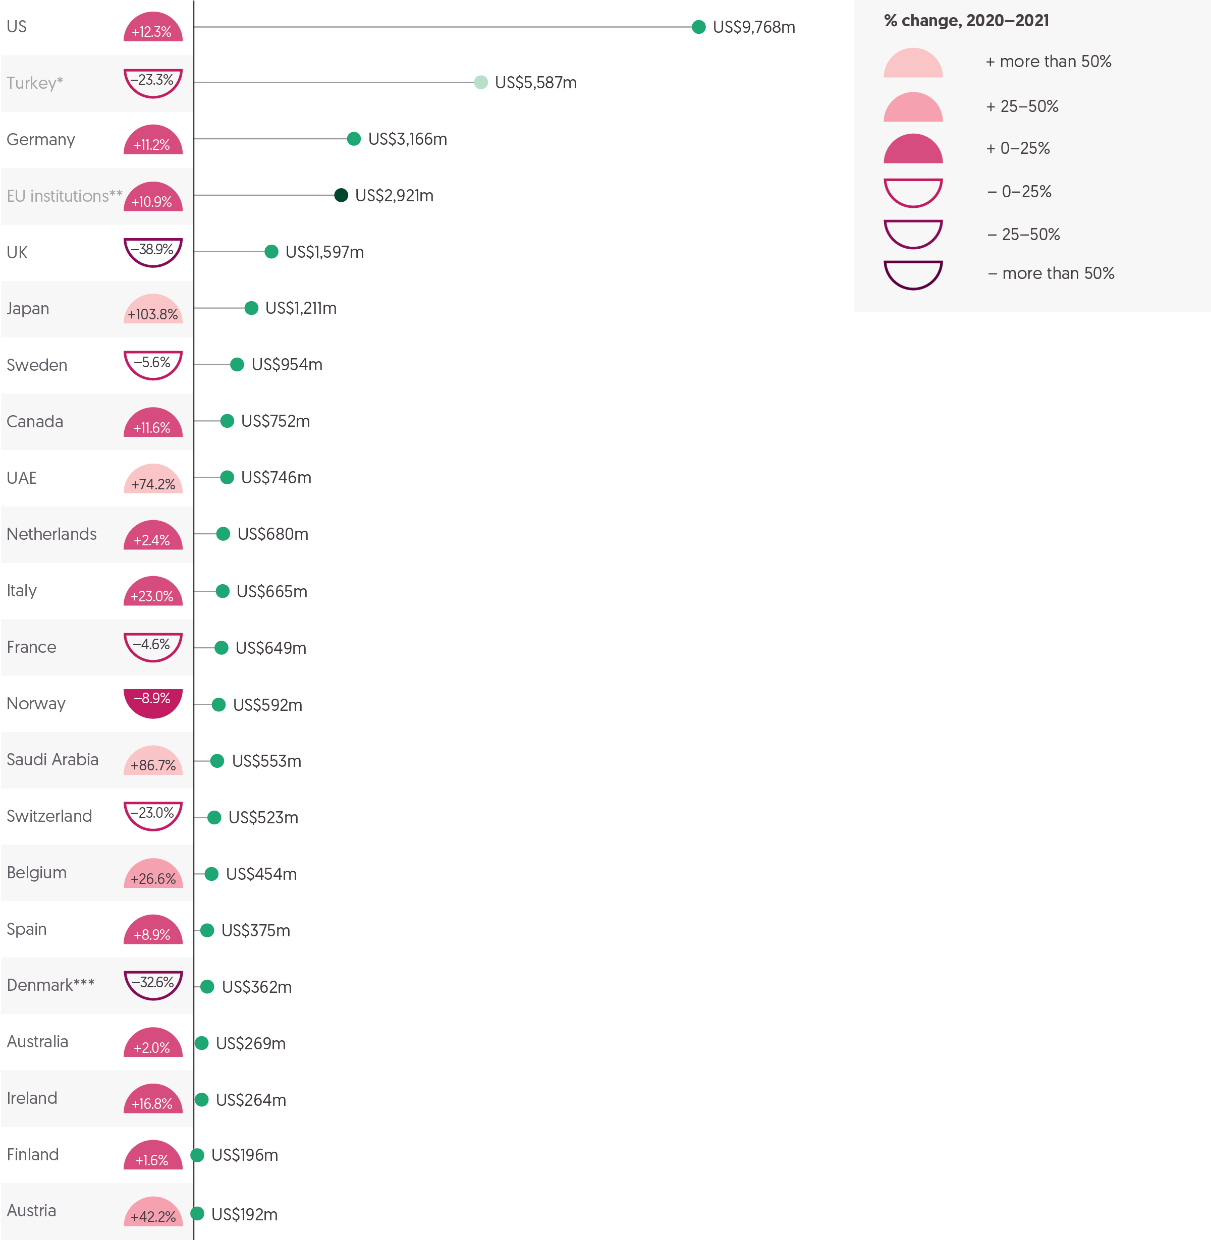 US +12.3% US$9,768m
Turkey* –23.3% US$5,587m
Germany +11.2% US$3,166m
EU institutions** +10.9% US$2,921m
UK –38.9% US$1,597m
Japan +103.8% US$1,211m
Sweden –5.6% US$954m
Canada +11.6% US$752m
UAE +74.2% US$746m
Netherlands +2.4% US$680m
Italy +23.0% US$665m
France –4.6% US$649m
Norway –8.9% US$592m
Saudi Arabia +86.7% US$553m
Switzerland –23.0% US$523m
Belgium +26.6% US$454m
Spain +8.9% US$375m
Denmark*** –32.6% US$362m
Australia +2.0% US$269m
Ireland +16.8% US$264m
Finland +1.6% US$196m
Austria +42.2% US$192m
% change, 2020–2021
+ more than 50%
+ 25–50%
+ 0–25%
– 0–25%
– 25–50%
– more than 50%